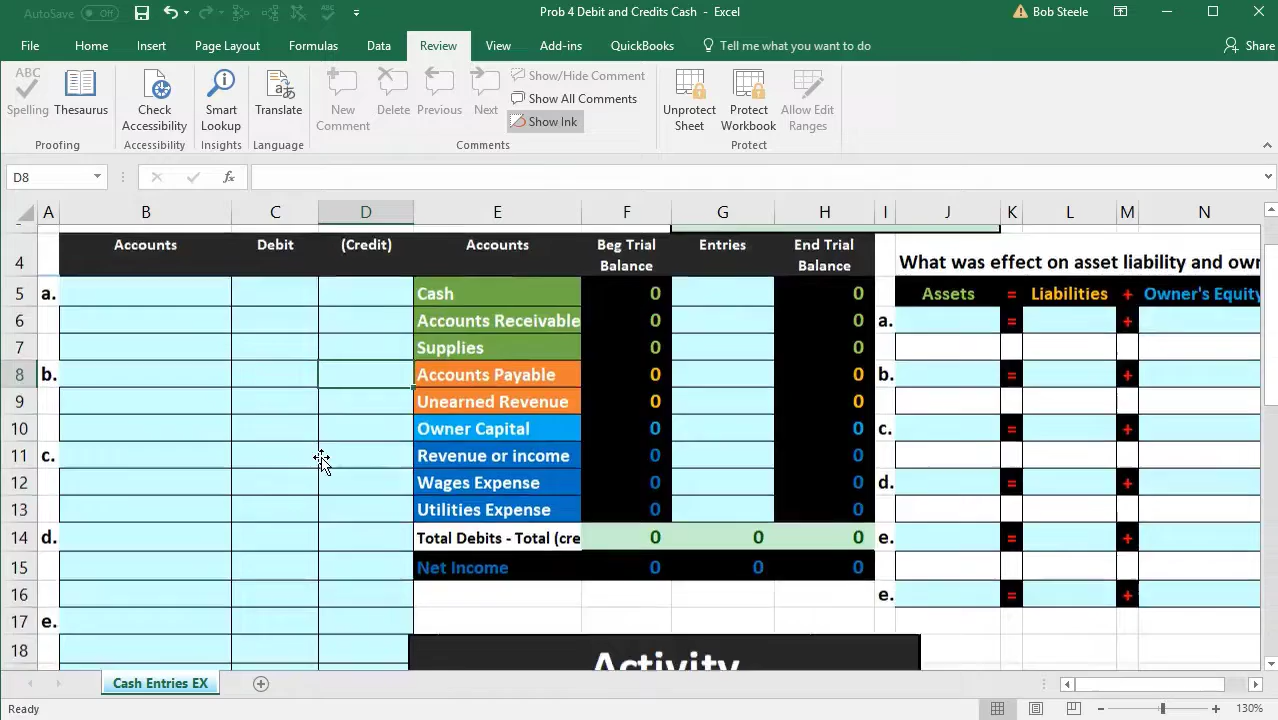 AutoSave Off
Prob 4 Debit and Credits Cash - Excel
Bob Steele
File Home Insert Page Layout Formulas Data Review View Add-ins QuickBooks Tell me what you want to do Share
ABC
Spelling Thesaurus
Check Accessibility
Smart Lookup
Translate
New Comment
Delete Previous Next
Show/Hide Comment
Show All Comments
Show Ink
Unprotect Sheet
Protect Workbook
Allow Edit Ranges
Proofing Accessibility Insights Language Comments Protect
D8 fx
A B C D E F G H I J K L M N
4 Accounts Debit (Credit) Accounts Beg Trial Balance Entries End Trial Balance What was effect on asset liability and own
5 a. Cash 0 0 Assets = Liabilities + Owner's Equity
6 Accounts Receivable 0 0 a. = +
7 Supplies 0 0
8 b. Accounts Payable 0 0 b. = +
9 Unearned Revenue 0 0
10 Owner Capital 0 0 c. = +
11 c. Revenue or income 0 0
12 Wages Expense 0 0 d. = +
13 Utilities Expense 0 0
14 d. Total Debits - Total (cre 0 0 0 e. = +
15 Net Income 0 0 0
16 e. = +
17 e.
18 Activity
Cash Entries EX
Ready
130%